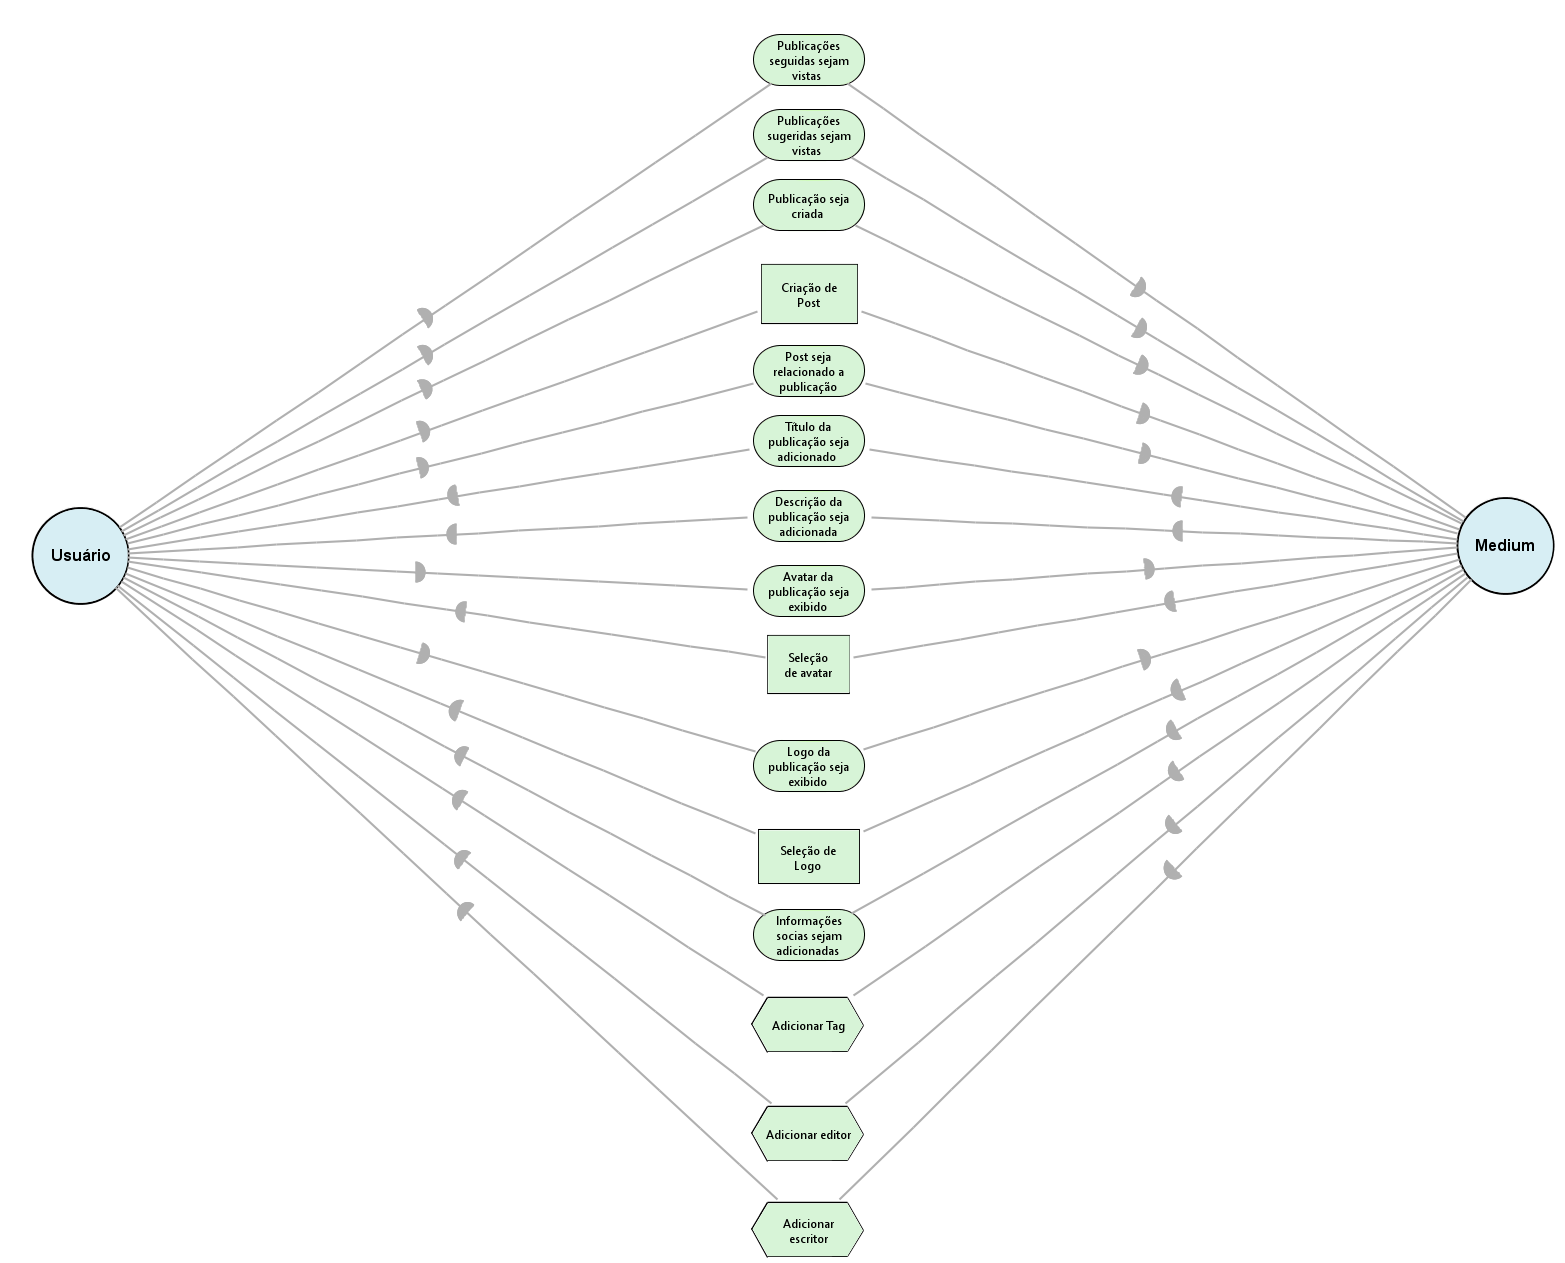 Publicações
seguidas sejam
vistas
Publicações
sugeridas sejam
vistas
Publicação seja
criada
Criação de
Post
Post seja
relacionado a
publicação
Título da
publicação seja
adicionado
Descrição da
publicação seja
adicionada
Usuário
Medium
Avatar da
publicação seja
exibido
Seleção
de avatar
Logo da
publicação seja
exibido
Seleção de
Logo
Informações
socias sejam
adicionadas
Adicionar Tag
Adicionar editor
Adicionar
escritor